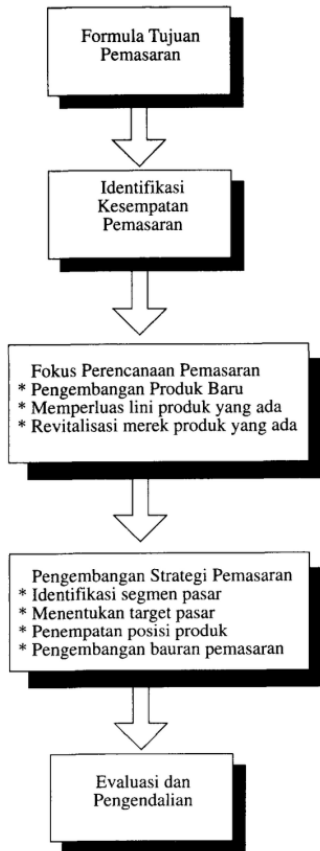 Formula Tujuan
Pemasaran
Identifikasi
Kesempatan
Pemasaran
Fokus Perencanaan Pemasaran
* Pengembangan Produk Baru
* Memperluas lini produk yang ada
* Revitalisasi merek produk yang ada
Pengembangan Strategi Pemasaran
* Identifikasi segmen pasar
* Menentukan target pasar
* Penempatan posisi produk
* Pengembangan bauran pemasaran
Evaluasi dan
Pengendalian